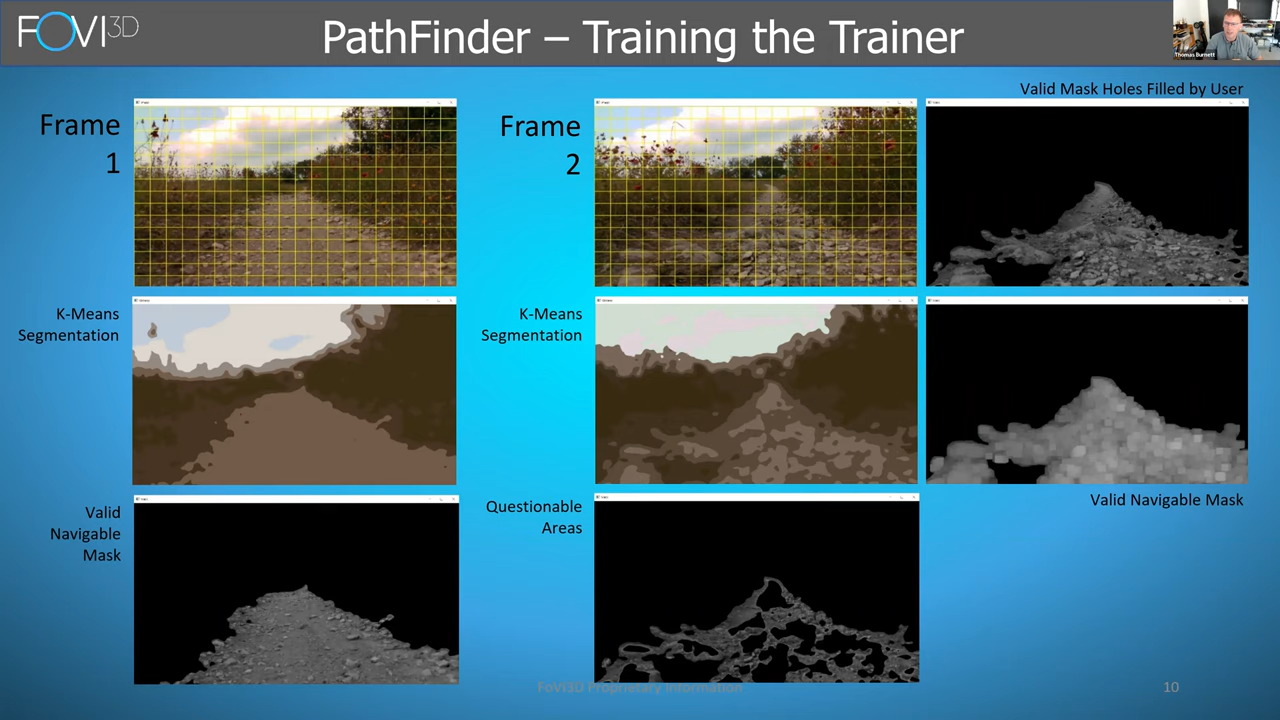 FOVI3D
PathFinder – Training the Trainer
Thomas Burnett
Valid Mask Holes Filled by User
Frame
1
Frame
2
K-Means
Segmentation
K-Means
Segmentation
Valid
Navigable
Mask
Questionable
Areas
Valid Navigable Mask
FoVI3D Proprietary Information
10